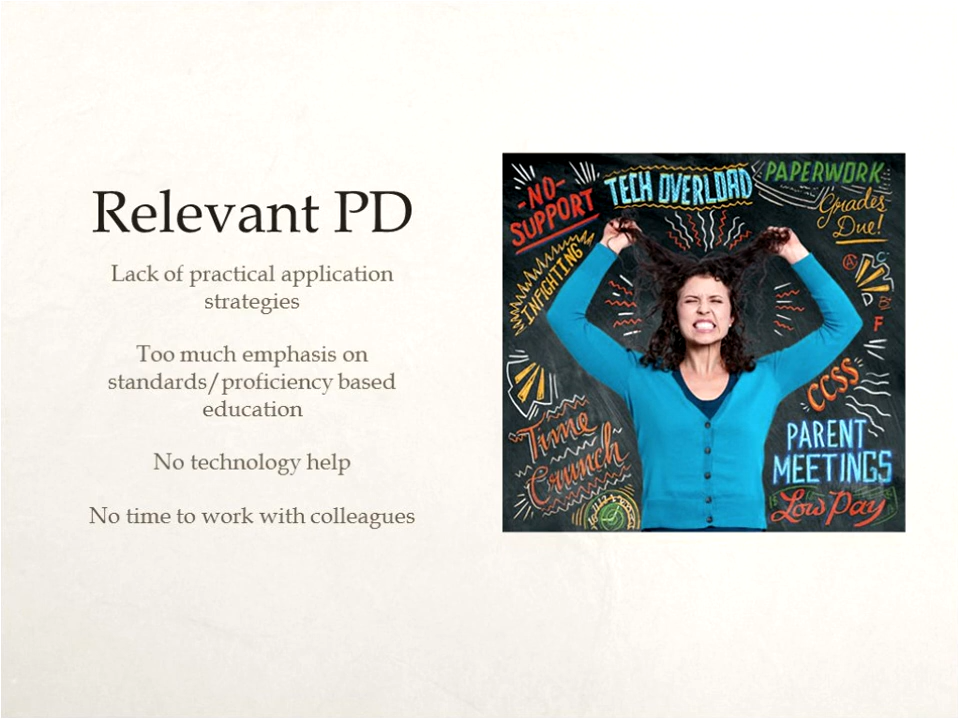 Relevant PD
Lack of practical application
strategies
Too much emphasis on
standards/proficiency based
education
No technology help
No time to work with colleagues
-NO-
SUPPORT
TECH OVERLOAD
PAPERWORK
Grades
Due!
INFIGHTING
A
C
D
B
F
CCSS
Time
Crunch
PARENT
MEETINGS
Low Pay